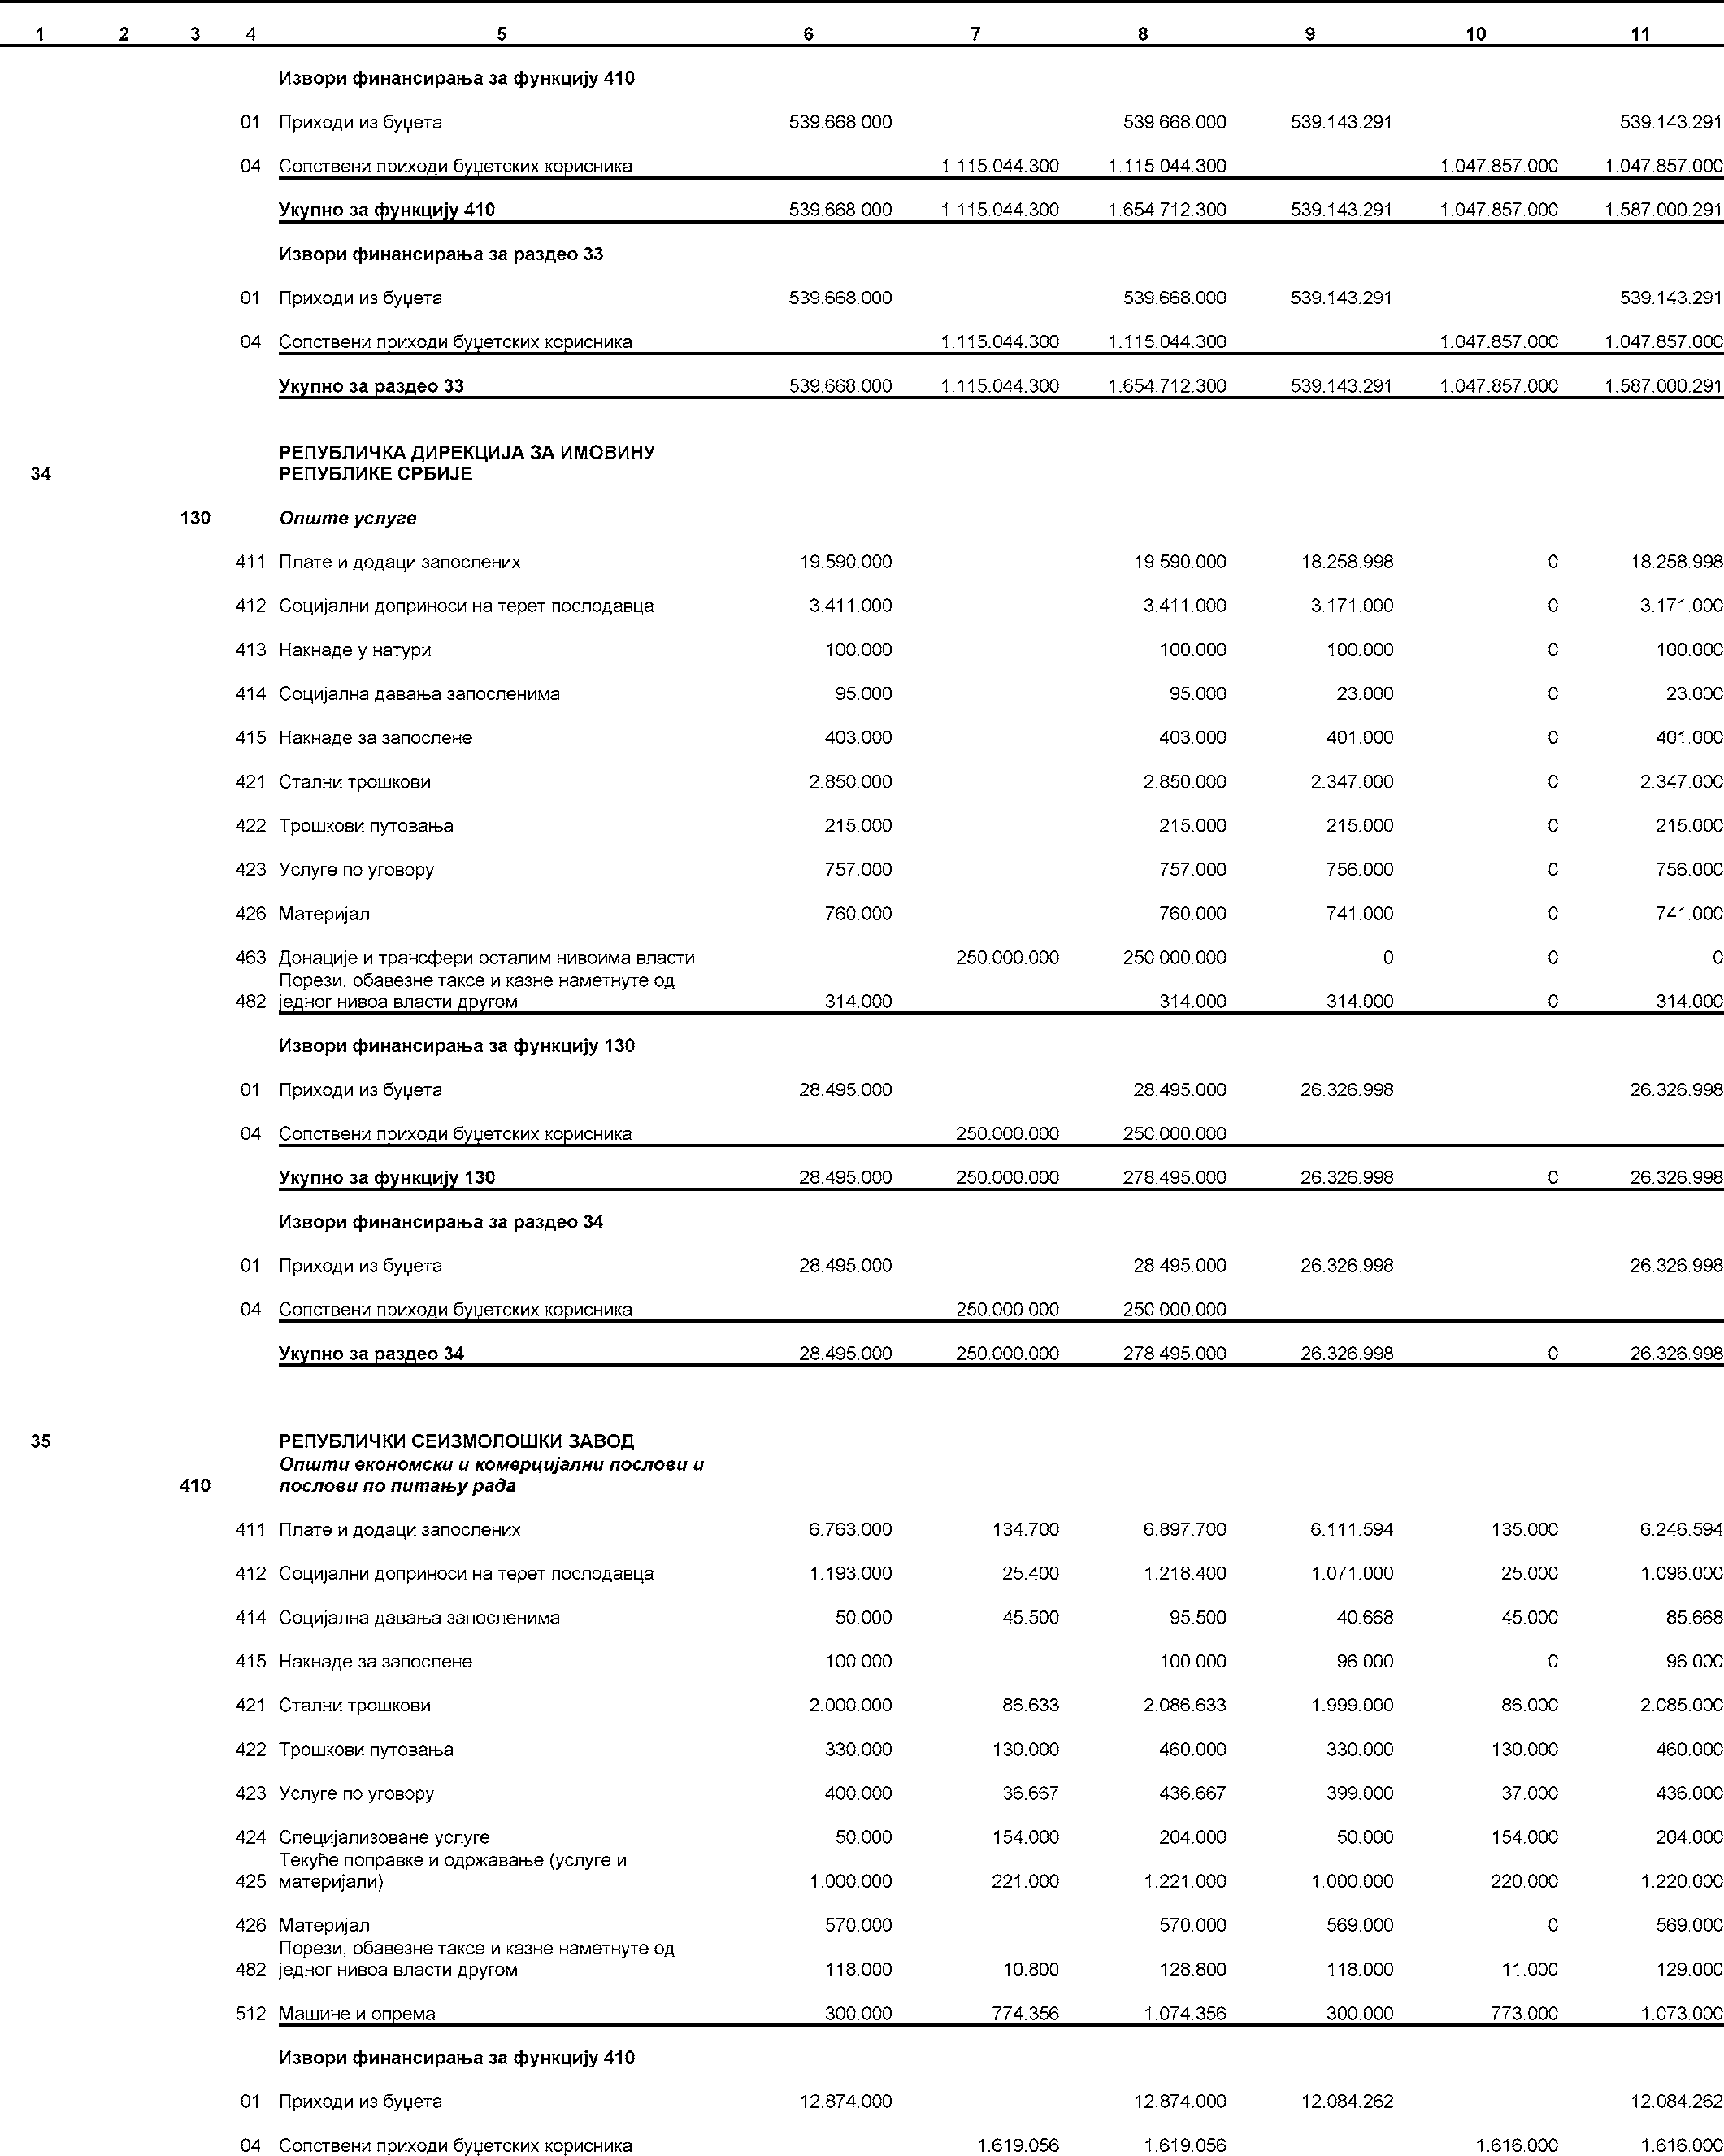 1 2 3 4 5 6 7 8 9 10 11
Извори финансирања за функцију 410
01 Приходи из буџета 539.668.000 539.668.000 539.143.291 539.143.291
04 Сопствени приходи буџетских корисника 1.115.044.300 1.115.044.300 1.047.857.000 1.047.857.000
Укупно за функцију 410 539.668.000 1.115.044.300 1.654.712.300 539.143.291 1.047.857.000 1.587.000.291
Извори финансирања за раздео 33
01 Приходи из буџета 539.668.000 539.668.000 539.143.291 539.143.291
04 Сопствени приходи буџетских корисника 1.115.044.300 1.115.044.300 1.047.857.000 1.047.857.000
Укупно за раздео 33 539.668.000 1.115.044.300 1.654.712.300 539.143.291 1.047.857.000 1.587.000.291
РЕПУБЛИЧКА ДИРЕКЦИЈА ЗА ИМОВИНУ
34 РЕПУБЛИКЕ СРБИЈЕ
130 Опште услуге
411 Плате и додаци запослених 19.590.000 19.590.000 18.258.998 0 18.258.998
412 Социјални доприноси на терет послодавца 3.411.000 3.411.000 3.171.000 0 3.171.000
413 Накнаде у натури 100.000 100.000 100.000 0 100.000
414 Социјална давања запосленима 95.000 95.000 23.000 0 23.000
415 Накнаде за запослене 403.000 403.000 401.000 0 401.000
421 Стални трошкови 2.850.000 2.850.000 2.347.000 0 2.347.000
422 Трошкови путовања 215.000 215.000 215.000 0 215.000
423 Услуге по уговору 757.000 757.000 756.000 0 756.000
426 Материјал 760.000 760.000 741.000 0 741.000
463 Донације и трансфери осталим нивоима власти 250.000.000 250.000.000 0 0 0
Порези, обавезне таксе и казне наметнуте од
482 једног нивоа власти другом 314.000 314.000 314.000 0 314.000
Извори финансирања за функцију 130
01 Приходи из буџета 28.495.000 28.495.000 26.326.998 26.326.998
04 Сопствени приходи буџетских корисника 250.000.000 250.000.000
Укупно за функцију 130 28.495.000 250.000.000 278.495.000 26.326.998 0 26.326.998
Извори финансирања за раздео 34
01 Приходи из буџета 28.495.000 28.495.000 26.326.998 26.326.998
04 Сопствени приходи буџетских корисника 250.000.000 250.000.000
Укупно за раздео 34 28.495.000 250.000.000 278.495.000 26.326.998 0 26.326.998
35 РЕПУБЛИЧКИ СЕИЗМОЛОШКИ ЗАВОД
Општи економски и комерцијални послови и
410 послови по питању рада
411 Плате и додаци запослених 6.763.000 134.700 6.897.700 6.111.594 135.000 6.246.594
412 Социјални доприноси на терет послодавца 1.193.000 25.400 1.218.400 1.071.000 25.000 1.096.000
414 Социјална давања запосленима 50.000 45.500 95.500 40.668 45.000 85.668
415 Накнаде за запослене 100.000 100.000 96.000 0 96.000
421 Стални трошкови 2.000.000 86.633 2.086.633 1.999.000 86.000 2.085.000
422 Трошкови путовања 330.000 130.000 460.000 330.000 130.000 460.000
423 Услуге по уговору 400.000 36.667 436.667 399.000 37.000 436.000
424 Специјализоване услуге 50.000 154.000 204.000 50.000 154.000 204.000
Текуће поправке и одржавање (услуге и
425 материјали) 1.000.000 221.000 1.221.000 1.000.000 220.000 1.220.000
426 Материјал 570.000 570.000 569.000 0 569.000
Порези, обавезне таксе и казне наметнуте од
482 једног нивоа власти другом 118.000 10.800 128.800 118.000 11.000 129.000
512 Машине и опрема 300.000 774.356 1.074.356 300.000 773.000 1.073.000
Извори финансирања за функцију 410
01 Приходи из буџета 12.874.000 12.874.000 12.084.262 12.084.262
04 Сопствени приходи буџетских корисника 1.619.056 1.619.056 1.616.000 1.616.000